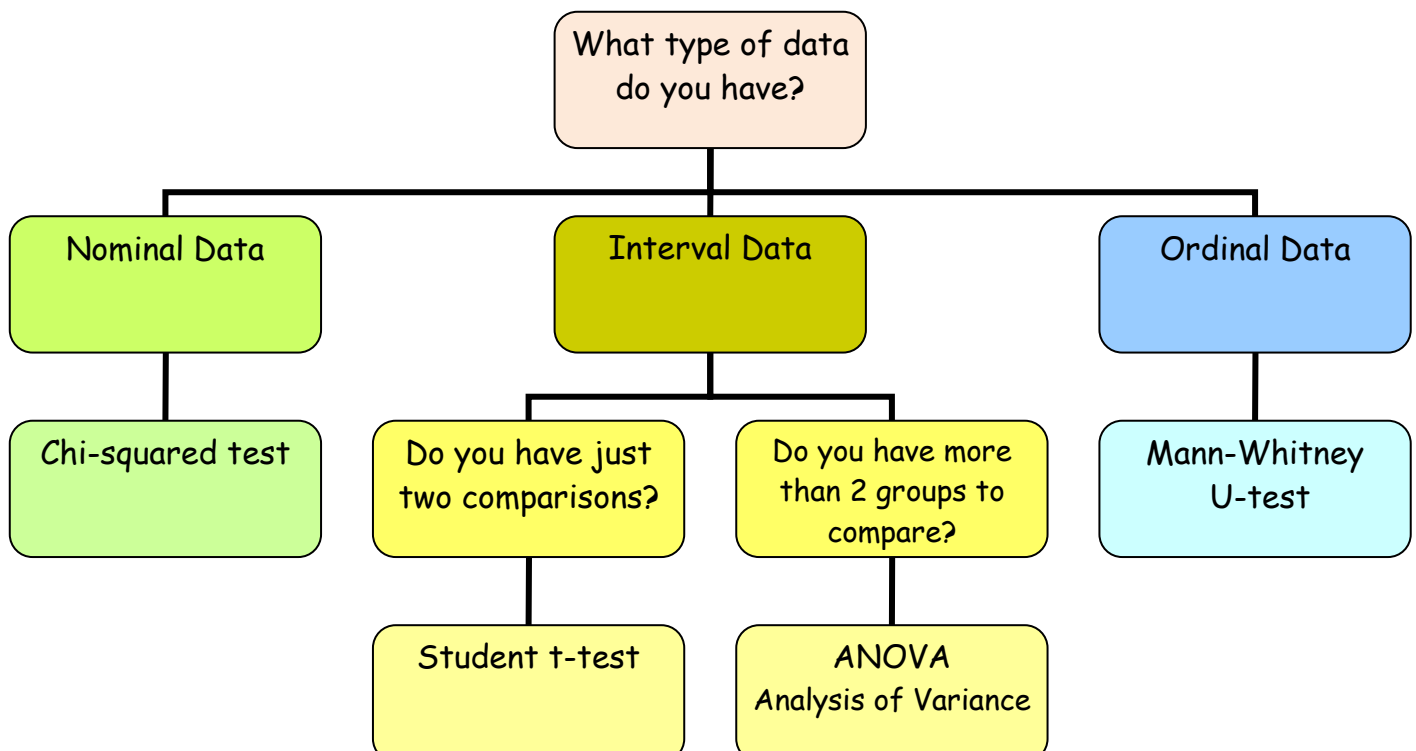 What type of data
do you have?
Nominal Data
Interval Data
Ordinal Data
Chi-squared test
Do you have just
two comparisons?
Do you have more
than 2 groups to
compare?
Mann-Whitney
U-test
Student t-test
ANOVA
Analysis of Variance